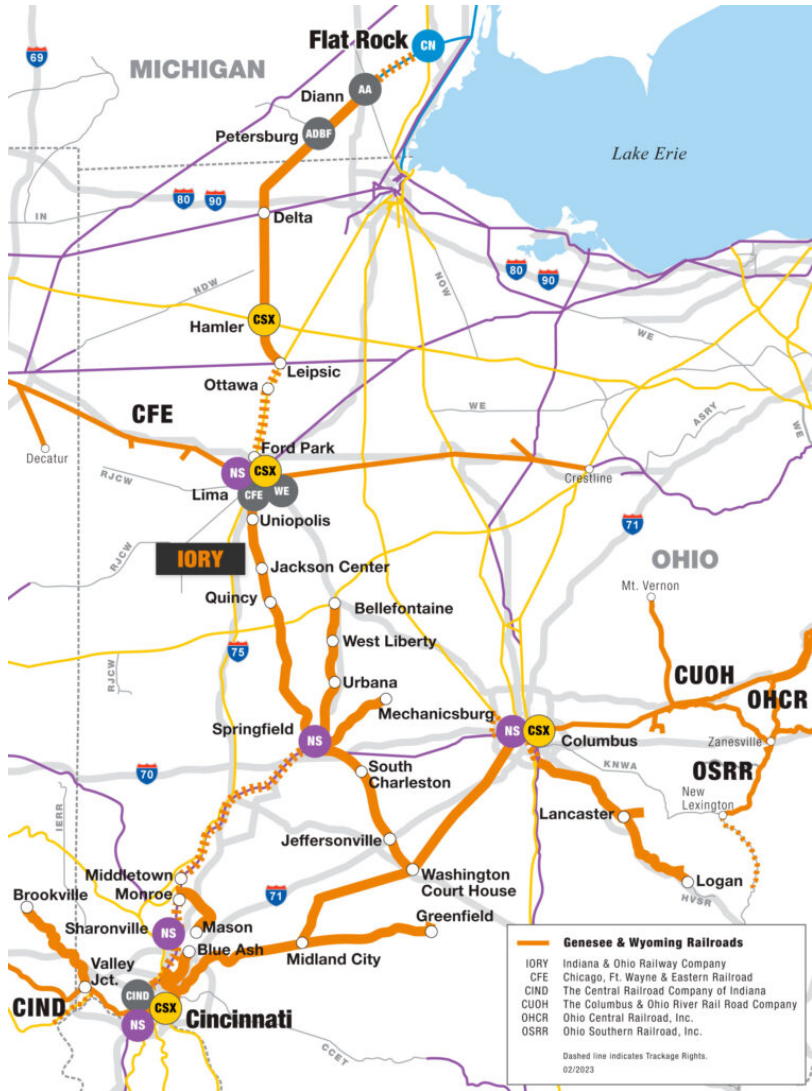 Flat Rock
CN
69
MICHIGAN
AA
Diann
ADBF
Petersburg
Lake Erie
80
90
IN
Delta
80
90
NDW
NOW
CSX
Hamler
WE
Leipsic
Ottawa
CFE
WE
ASRY
WE
Decatur
Ford Park
NS
CSX
RJCW
Lima
CFE
WE
Crestline
Uniopolis
71
RJCW
IORY
OHIO
Jackson Center
Mt. Vernon
Quincy
Bellefontaine
West Liberty
75
RJCW
CUOH
Urbana
OHCR
Mechanicsburg
Springfield
NS
NS
CSX
Columbus
Zanesville
70
South
Charleston
KNWA
OSRR
New
Lexington
IERR
Lancaster
Jeffersonville
Middletown
Washington
Court House
Logan
Monroe
71
HVSR
Brookville
Greenfield
Sharonville
NS
Mason
Blue Ash
Midland City
Valley
Jct.
CIND
CIND
CSX
Cincinnati
NS
CCET
Genesee & Wyoming Railroads
IORY Indiana & Ohio Railway Company
CFE Chicago, Ft. Wayne & Eastern Railroad
CIND The Central Railroad Company of Indiana
CUOH The Columbus & Ohio River Rail Road Company
OHCR Ohio Central Railroad, Inc.
OSRR Ohio Southern Railroad, Inc.
Dashed line indicates Trackage Rights.
02/2023